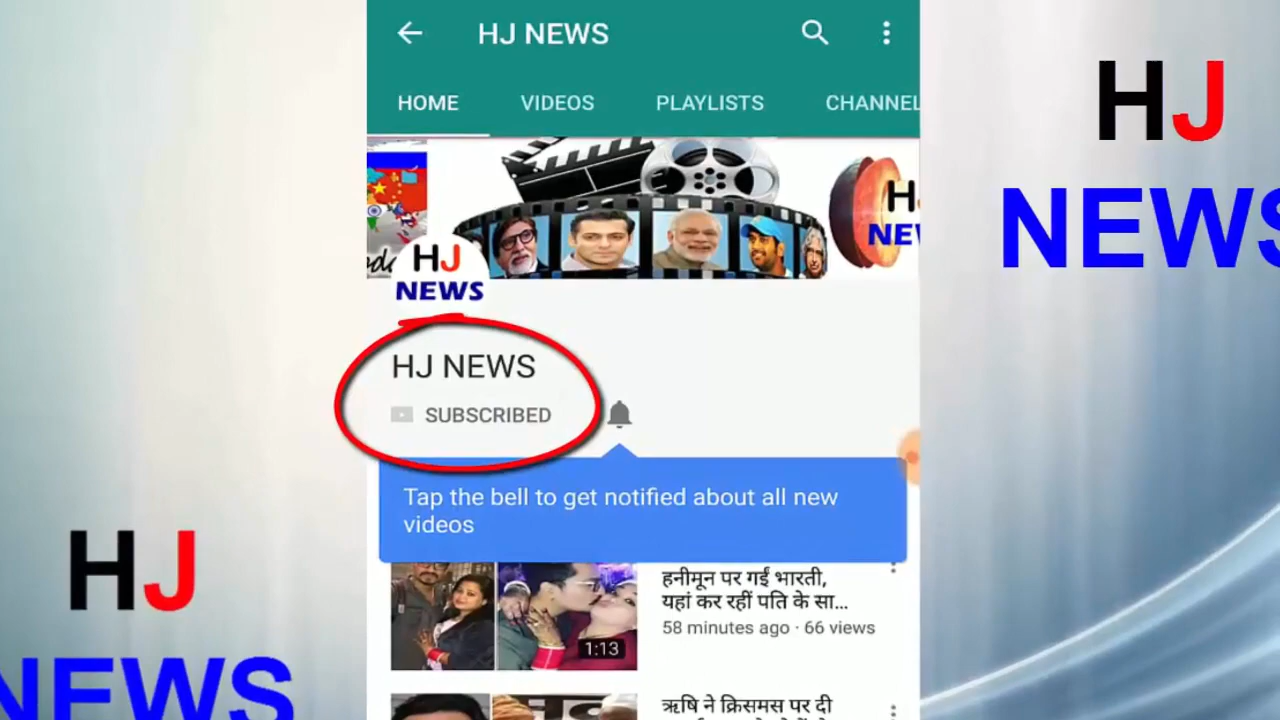 HJ NEWS
HOME VIDEOS PLAYLISTS CHANNEL
HJ
NEWS
HJ
NEWS
HJ
NEWS
HJ NEWS
SUBSCRIBED
Tap the bell to get notified about all new
videos
हनीमून पर गईं भारती,
यहां कर रहीं पति के सा...
58 minutes ago · 66 views
1:13
HJ
NEWS
ऋषि ने क्रिसमस पर दी